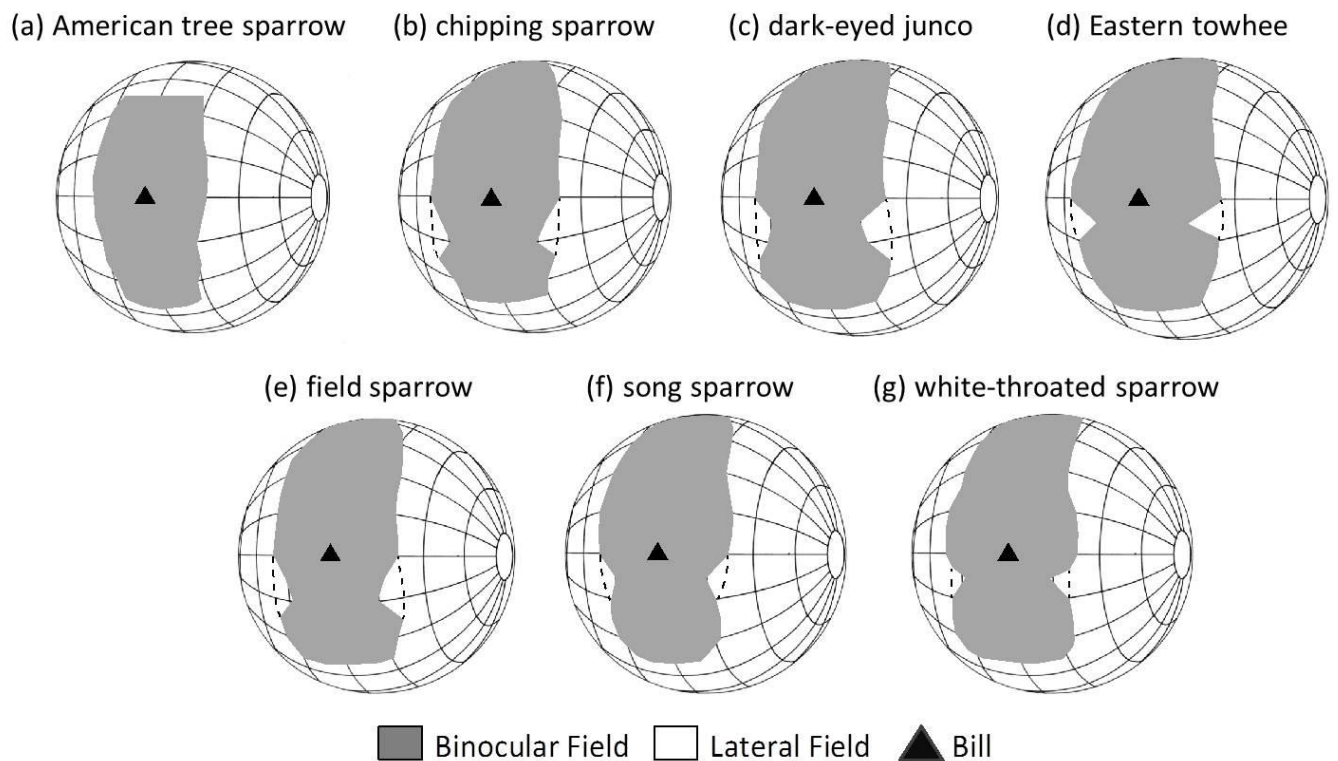 (a) American tree sparrow (b) chipping sparrow (c) dark-eyed junco (d) Eastern towhee
(e) field sparrow (f) song sparrow (g) white-throated sparrow
Binocular Field Lateral Field Bill